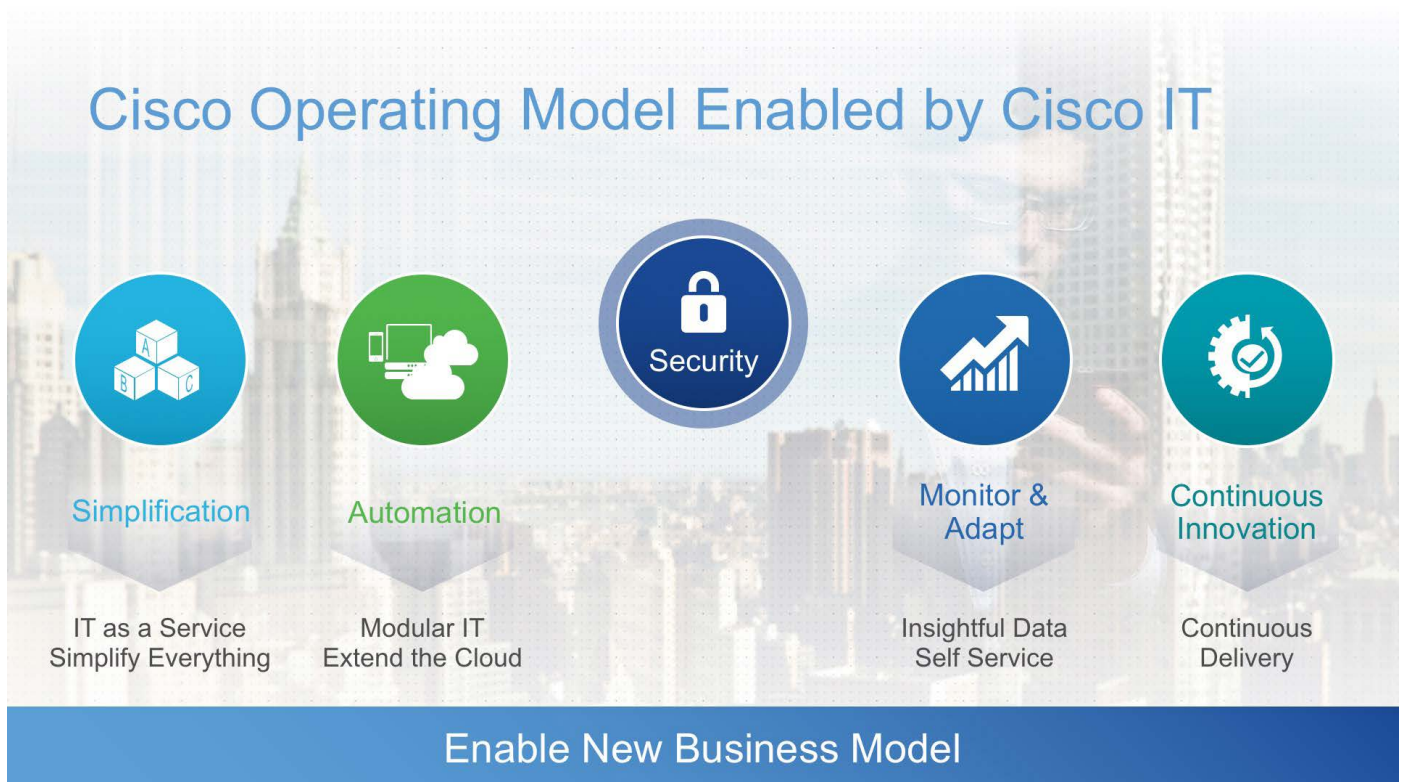 Cisco Operating Model Enabled by Cisco IT
A
B
C
Security
Simplification
Automation
Monitor &
Adapt
Continuous
Innovation
IT as a Service
Simplify Everything
Modular IT
Extend the Cloud
Insightful Data
Self Service
Continuous
Delivery
Enable New Business Model